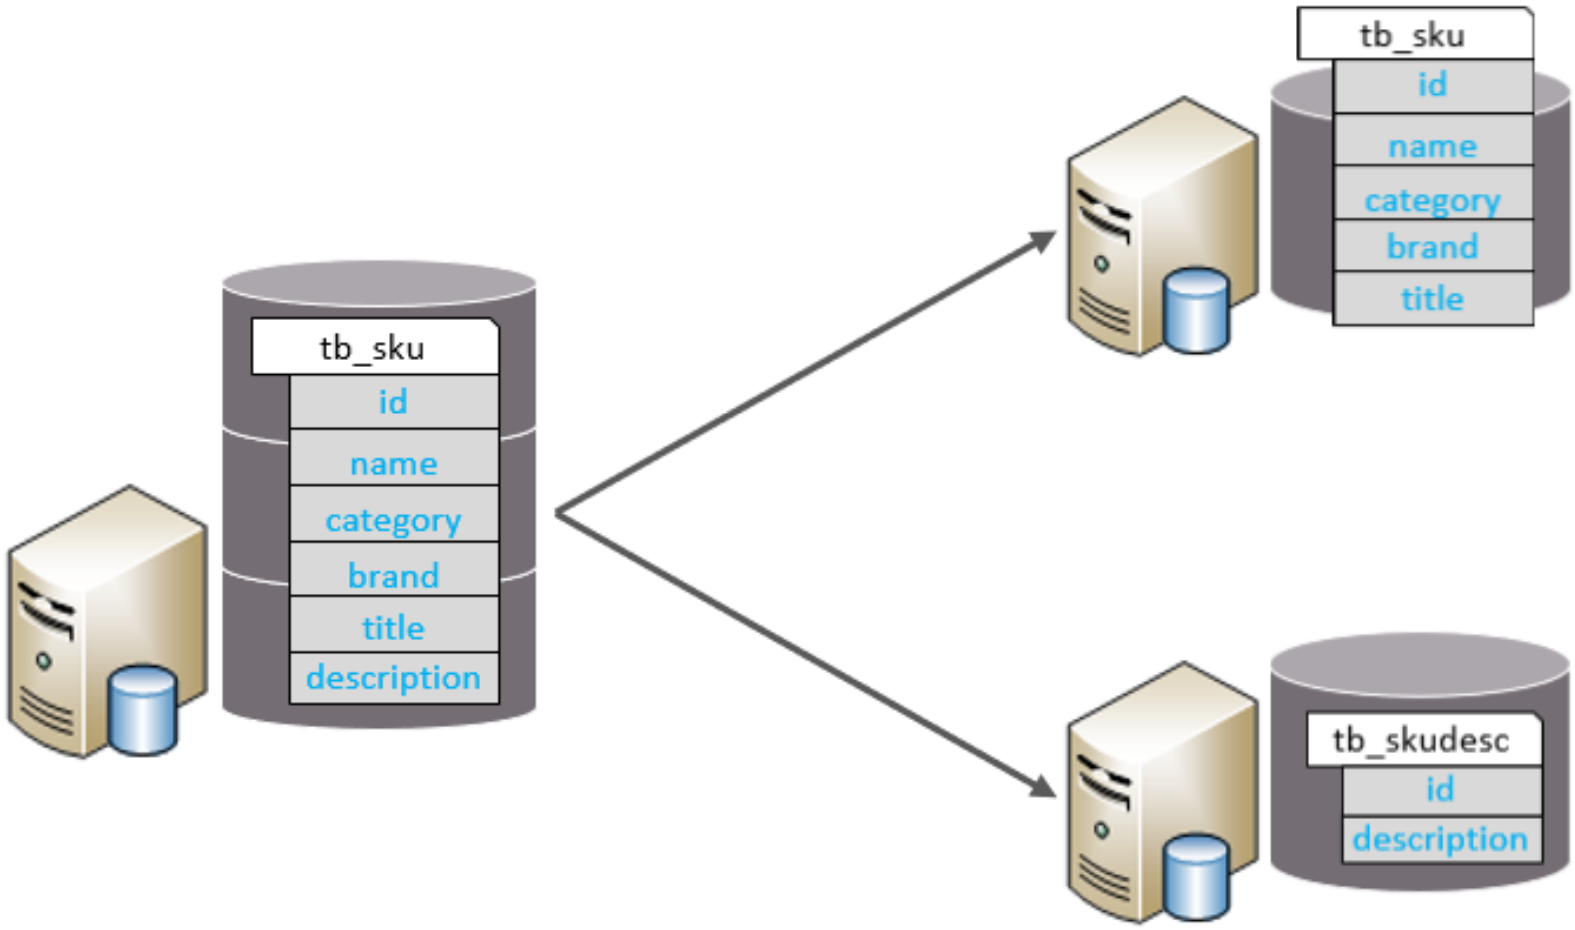 tb_sku
id
name
category
brand
title
description
tb_sku
id
name
category
brand
title
tb_skudesc
id
description